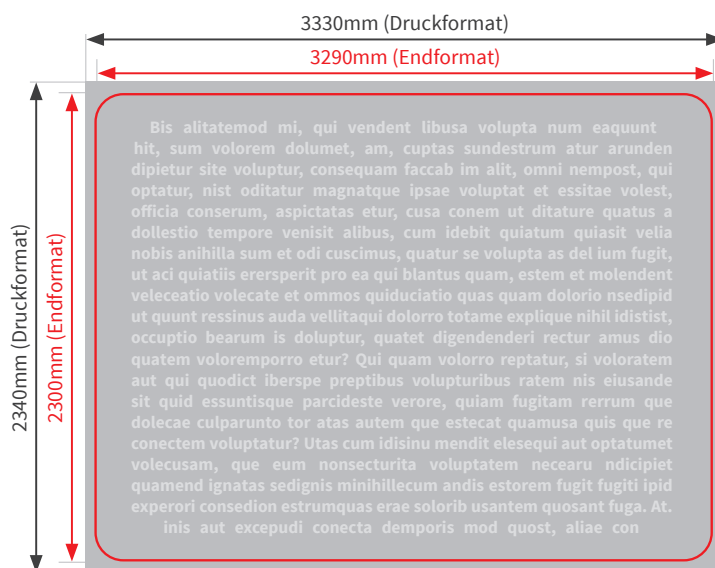 3330mm (Druckformat)
3290mm (Endformat)
2340mm (Druckformat)
2300mm (Endformat)
Bis alitatemod mi, qui vendent libusa volupta num eaquunt
hit, sum volorem dolumet, am, cuptas sundestrum atur arunden
dipietur site voluptur, consequam faccab im alit, omni nempost, qui
optatur, nist oditatur magnatque ipsae voluptat et essitae volest,
officia conserum, aspictatas etur, cusa conem ut ditature quatus a
dollestio tempore venisit alibus, cum idebit quiatum quiasit velia
nobis anihilla sum et odi cuscimus, quatur se volupta as del ium fugit,
ut aci quiatiis erersperit pro ea qui blantus quam, estem et molendent
veleceatio volecate et ommos quiduciatio quas quam dolorio nsedipid
ut quunt ressinus auda vellitaqui dolorro totame explique nihil idistist,
occuptio bearum is doluptur, quatet digendenderi rectur amus dio
quatem voloremporro etur? Qui quam volorro reptatur, si voloratem
aut qui quodict iberspe preptibus volupturibus ratem nis eiusande
sit quid essuntisque parcideste verore, quiam fugitam rerrum que
dolecae culparunto tor atas autem que estecat quamusa quis que re
conectem voluptatur? Utas cum idisinu mendit elesequi aut optatumet
volecusam, que eum nonsecturita voluptatem necearu ndicipiet
quamend ignatas sedignis minihillecum andis estorem fugit fugiti ipid
experori consedion estrumquas erae solorib usantem quosant fuga. At.
inis aut excepudi conecta demporis mod quost, aliae con